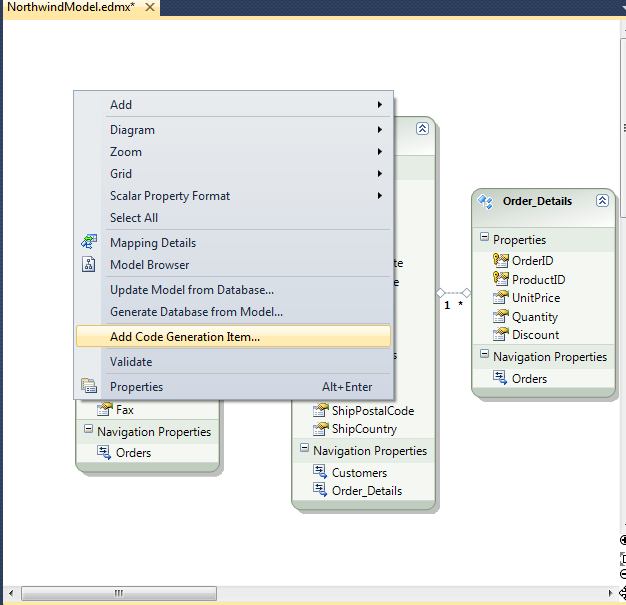 NorthwindModel.edmx*
Add
Diagram
Zoom
Grid
Scalar Property Format
Select All
Mapping Details
Model Browser
Update Model from Database...
Generate Database from Model...
Add Code Generation Item...
Validate
Properties Alt+Enter
Fax
Navigation Properties
Orders
ShipPostalCode
ShipCountry
Navigation Properties
Customers
Order_Details
1 *
Order_Details
Properties
OrderID
ProductID
UnitPrice
Quantity
Discount
Navigation Properties
Orders